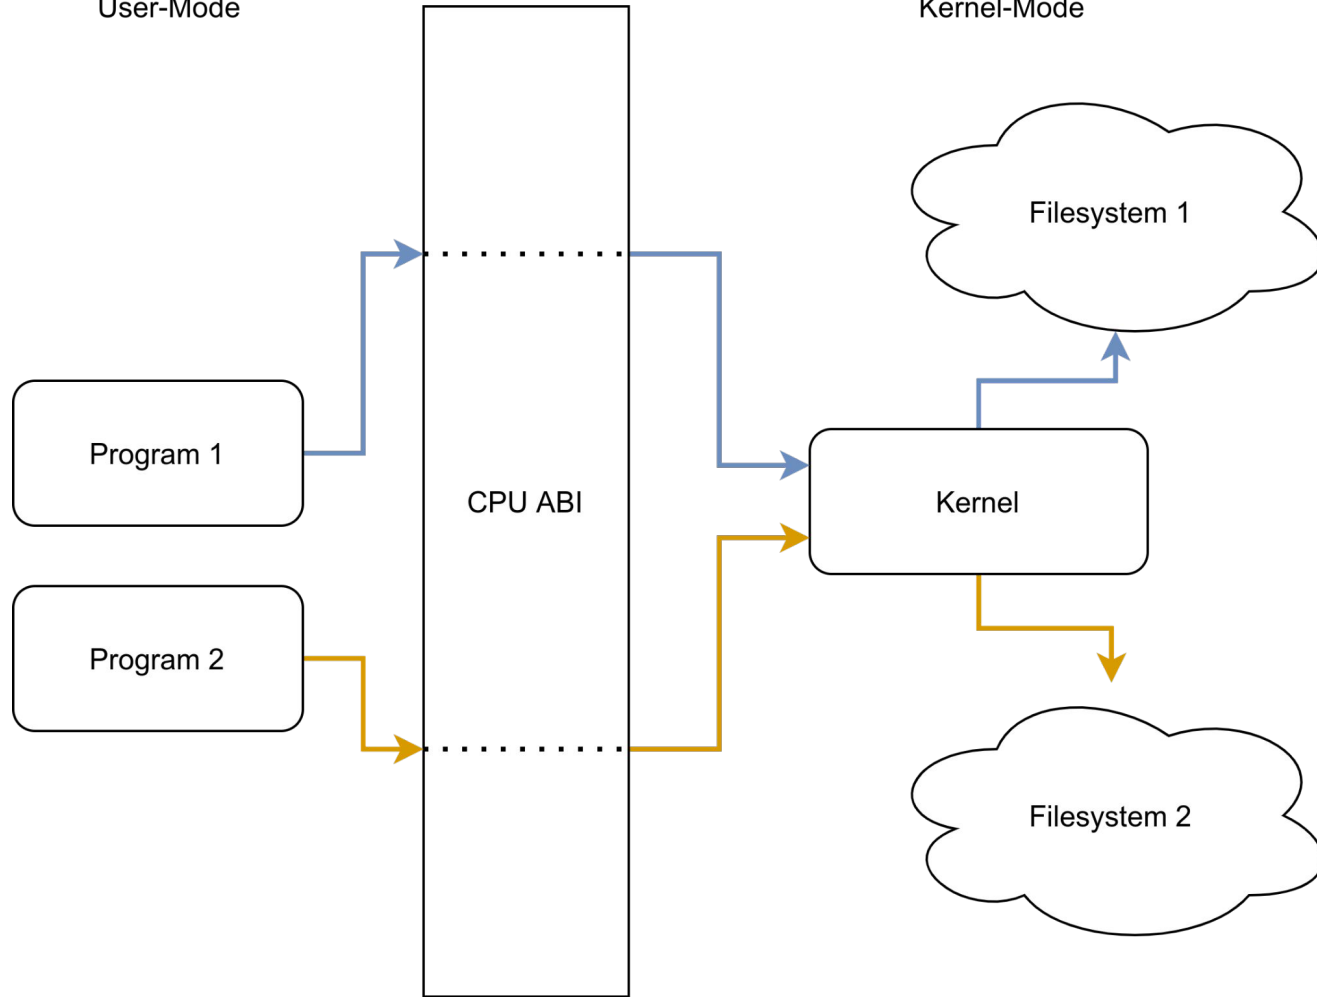 User-Mode
Kernel-Mode
Filesystem 1
Program 1
CPU ABI
Kernel
Program 2
Filesystem 2